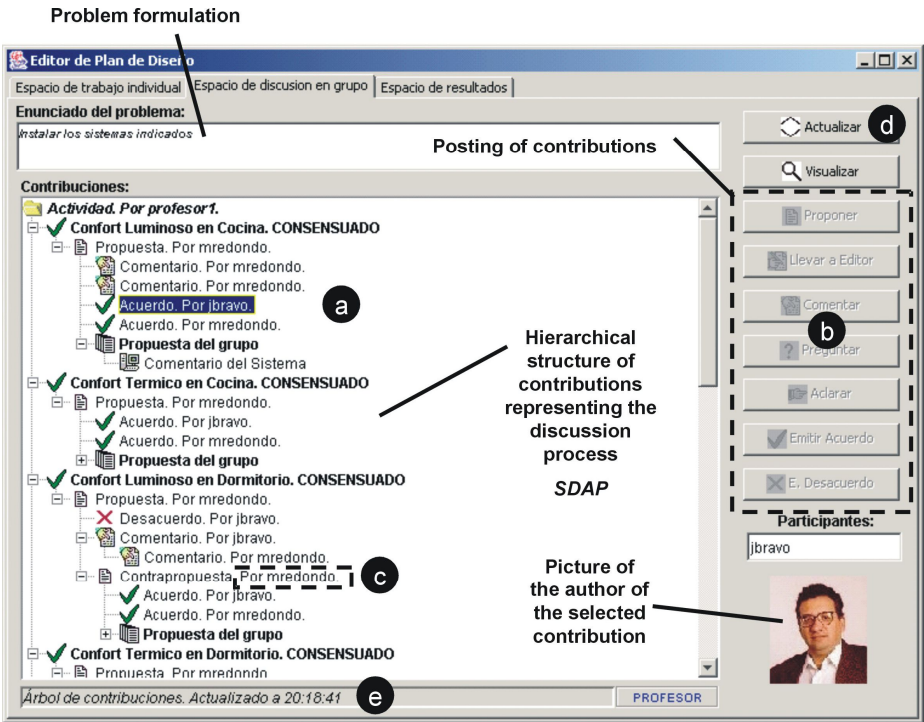 Problem formulation
Editor de Plan de Diseño
Espacio de trabajo individual
Espacio de discusion en grupo
Espacio de resultados
Enunciado del problema:
Instalar los sistemas indicados
Posting of contributions
Actualizar
d
Visualizar
Contribuciones:
Actividad. Por profesor1.
Confort Luminoso en Cocina. CONSENSUADO
Propuesta. Por mredondo.
Comentario. Por mredondo.
Comentario. Por mredondo.
Acuerdo. Por jbravo.
a
Acuerdo. Por mredondo.
Propuesta del grupo
Comentario del Sistema
Confort Termico en Cocina. CONSENSUADO
Propuesta. Por mredondo.
Acuerdo. Por jbravo.
Acuerdo. Por mredondo.
Propuesta del grupo
Confort Luminoso en Dormitorio. CONSENSUADO
Propuesta. Por mredondo.
Desacuerdo. Por jbravo.
Comentario. Por jbravo.
Comentario. Por mredondo.
Contrapropuesta. Por mredondo.
c
Acuerdo. Por jbravo.
Acuerdo. Por mredondo.
Propuesta del grupo
Confort Termico en Dormitorio. CONSENSUADO
Propuesta. Por mredondo
Hierarchical
structure of
contributions
representing the
discussion
process
SDAP
Proponer
Llevar a Editor
Comentar
b
Preguntar
Aclarar
Emitir Acuerdo
E. Desacuerdo
Participantes:
jbravo
Picture of
the author of
the selected
contribution
Árbol de contribuciones. Actualizado a 20:18:41
e
PROFESOR